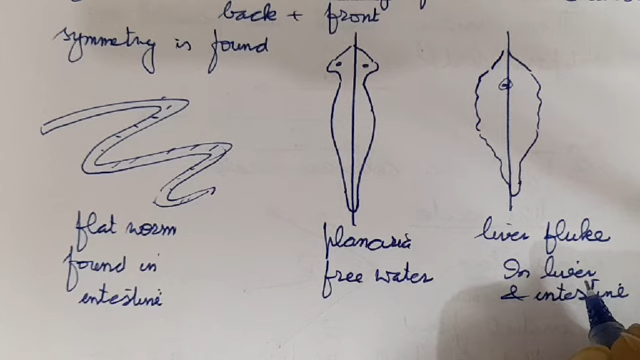 back + front
symmetry is found
flat worm
found in
intestine
planaria
free water
liver fluke
In liver
& intestine